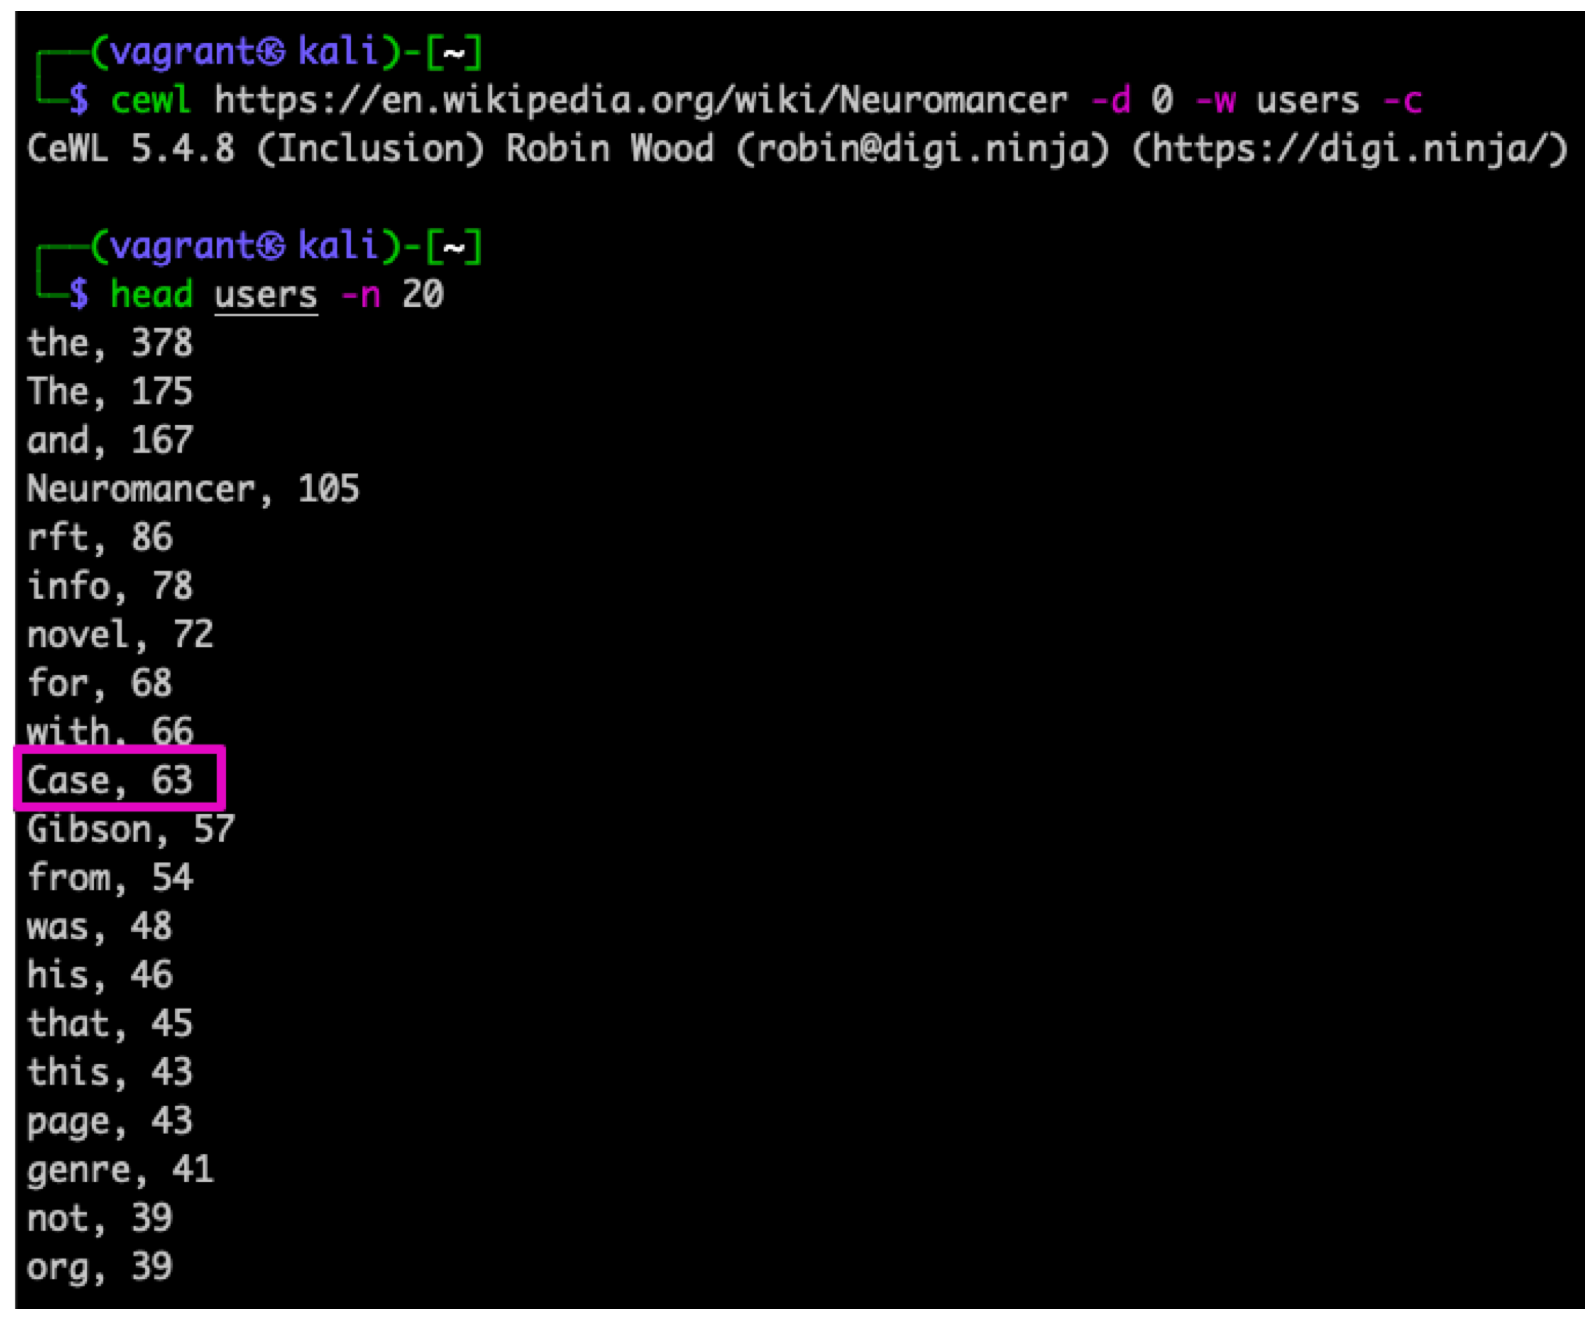 (vagrant㉿kali)-[~]
$ cewl https://en.wikipedia.org/wiki/Neuromancer -d 0 -w users -c
CeWL 5.4.8 (Inclusion) Robin Wood (robin@digi.ninja) (https://digi.ninja/)
(vagrant㉿kali)-[~]
$ head users -n 20
the, 378
The, 175
and, 167
Neuromancer, 105
rft, 86
info, 78
novel, 72
for, 68
with, 66
Case, 63
Gibson, 57
from, 54
was, 48
his, 46
that, 45
this, 43
page, 43
genre, 41
not, 39
org, 39